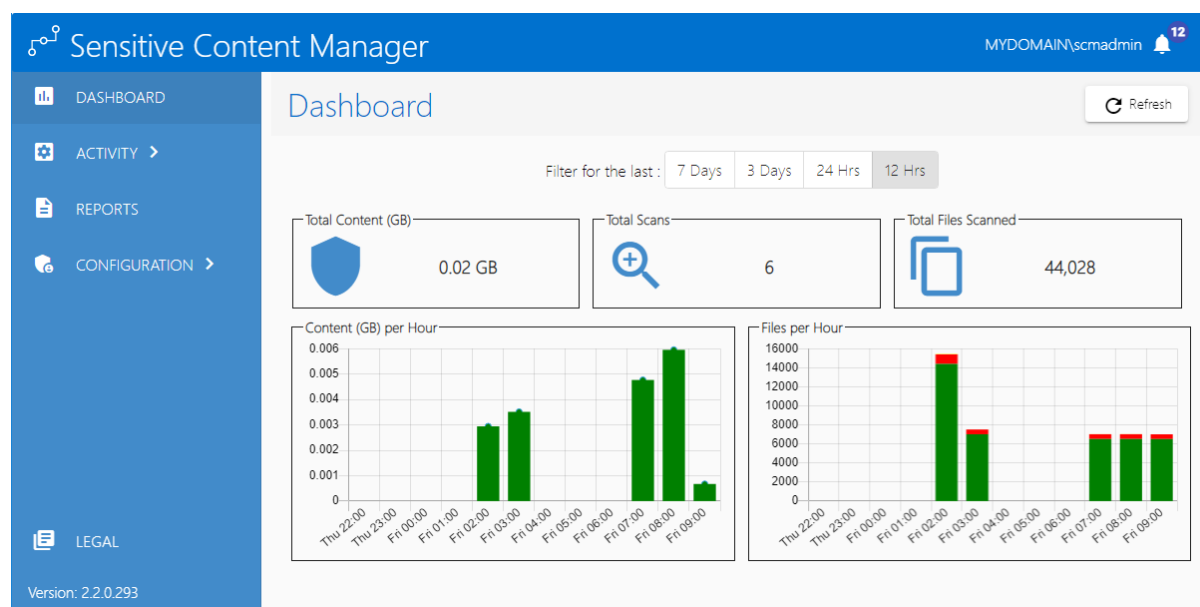 Sensitive Content Manager
MYDOMAIN\scmadmin 12
DASHBOARD
ACTIVITY
REPORTS
CONFIGURATION
LEGAL
Version: 2.2.0.293
Dashboard
Refresh
Filter for the last : 7 Days 3 Days 24 Hrs 12 Hrs
Total Content (GB)
0.02 GB
Total Scans
6
Total Files Scanned
44,028
Content (GB) per Hour
0.006
0.005
0.004
0.003
0.002
0.001
0
Thu 22:00 Thu 23:00 Fri 00:00 Fri 01:00 Fri 02:00 Fri 03:00 Fri 04:00 Fri 05:00 Fri 06:00 Fri 07:00 Fri 08:00 Fri 09:00
Files per Hour
16000
14000
12000
10000
8000
6000
4000
2000
0
Thu 22:00 Thu 23:00 Fri 00:00 Fri 01:00 Fri 02:00 Fri 03:00 Fri 04:00 Fri 05:00 Fri 06:00 Fri 07:00 Fri 08:00 Fri 09:00